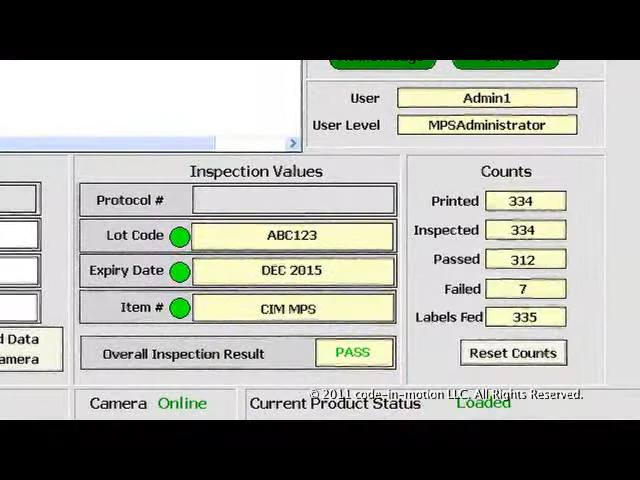 User Admin1
User Level MPSAdministrator
Inspection Values
Counts
Protocol #
Printed 334
Lot Code ABC123
Inspected 334
Expiry Date DEC 2015
Passed 312
Failed 7
Item # CIM MPS
Labels Fed 335
d Data
amera
Overall Inspection Result PASS
Reset Counts
© 2011 code-in-motion LLC. All Rights Reserved.
Camera Online
Current Product Status Loaded